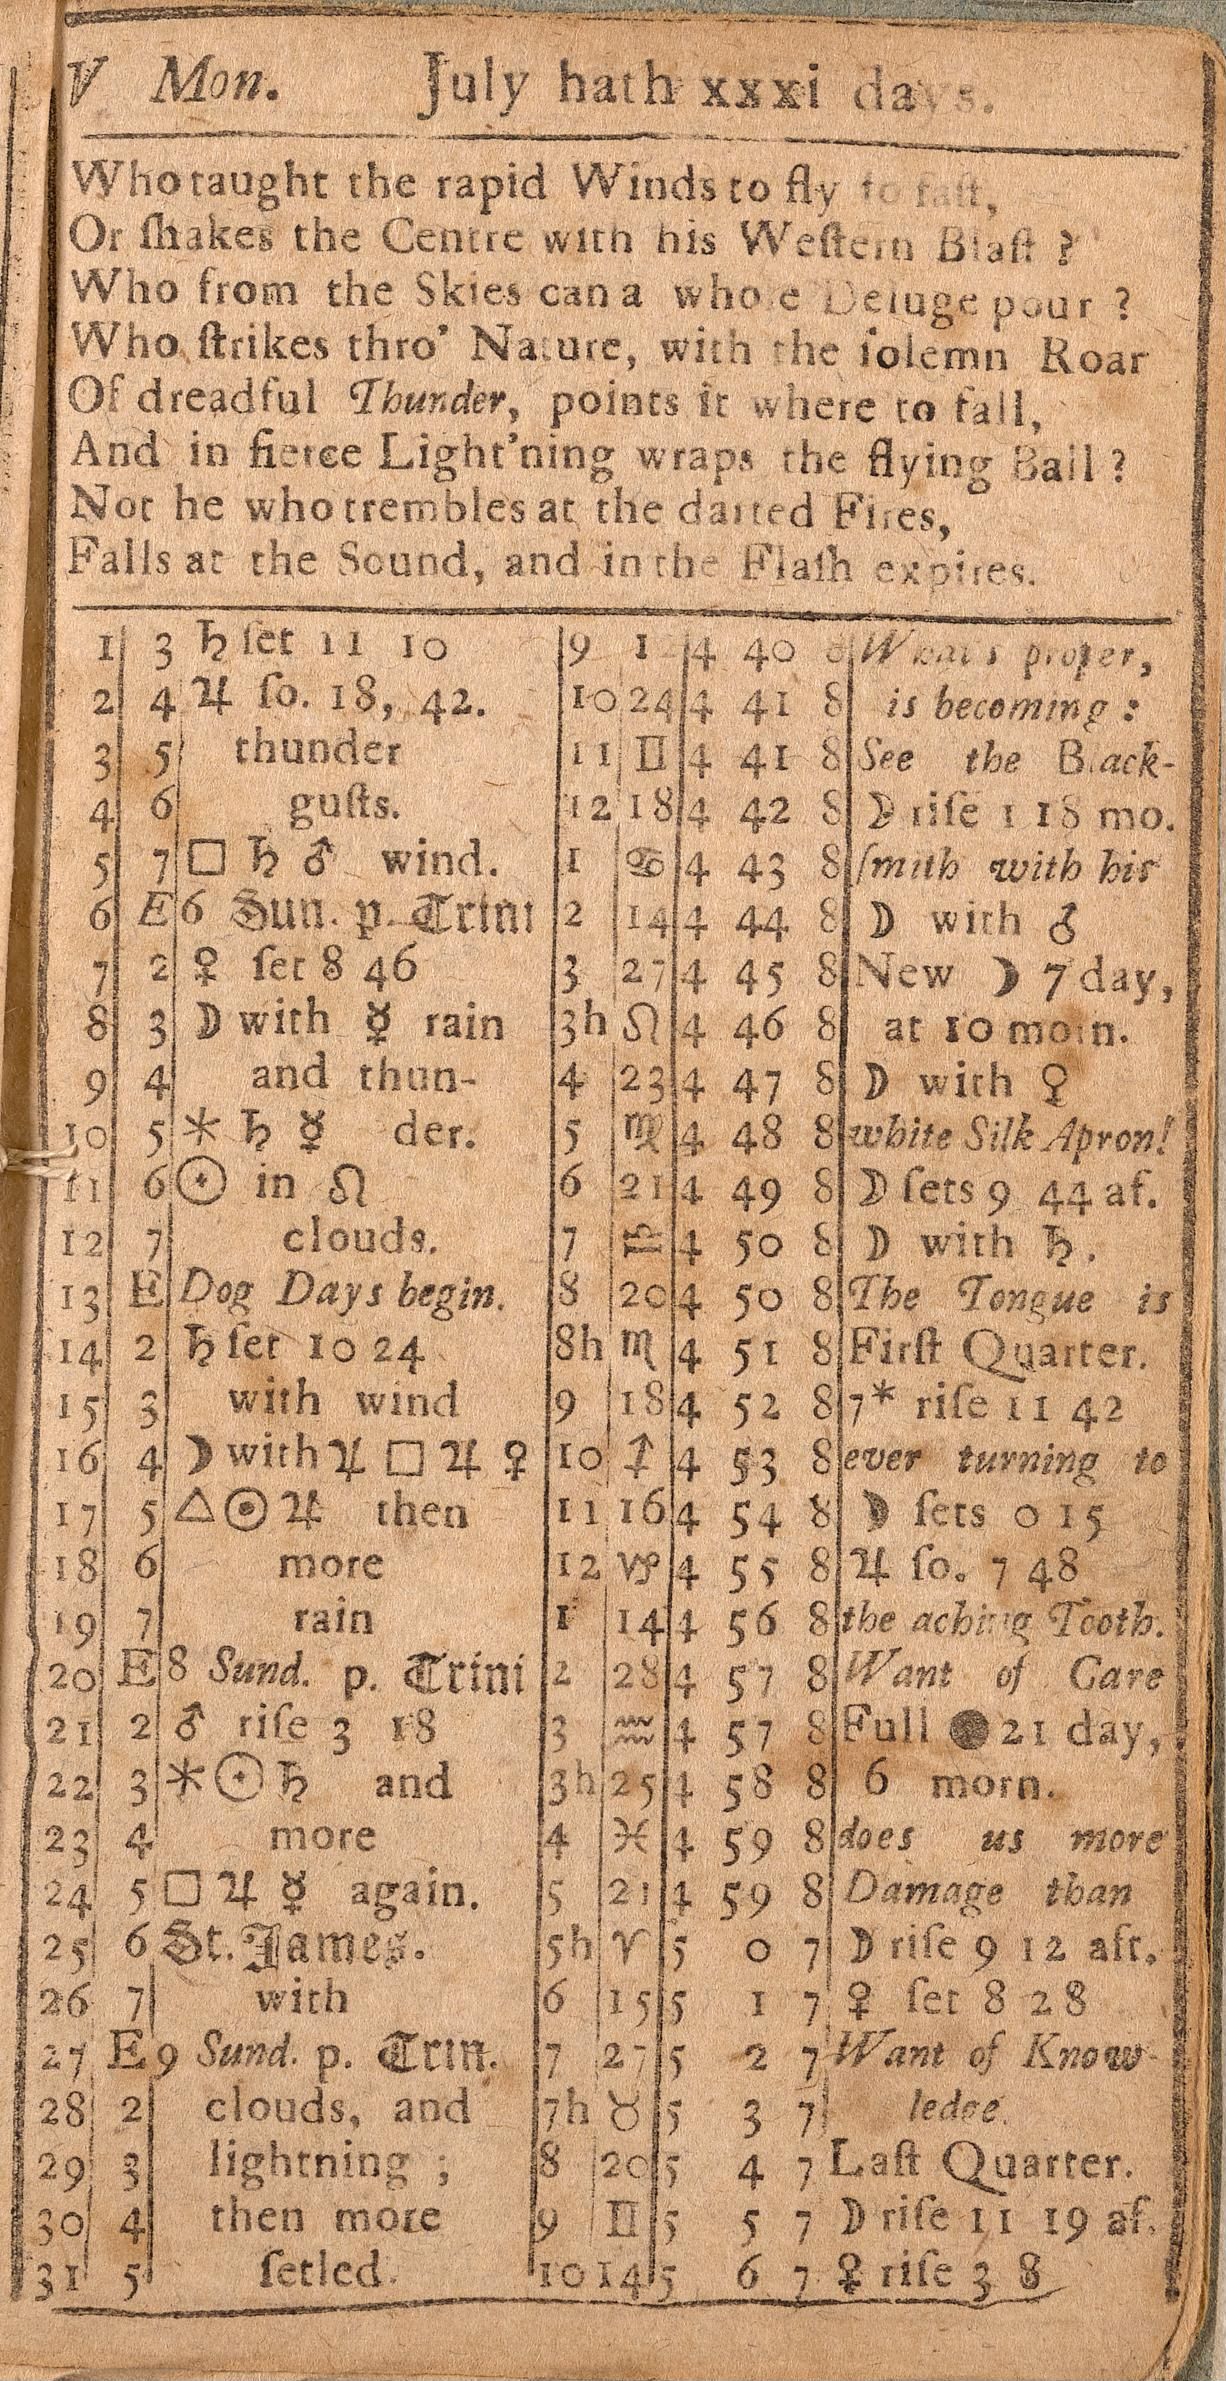 V Mon. July hath xxxi days.
Who taught the rapid Winds to fly ſo faſt,
Or ſhakes the Centre with his Weſtern Blaſt ?
Who from the Skies can a whole Deluge pour ?
Who ſtrikes thro' Nature, with the ſolemn Roar
Of dreadful Thunder, points it where to fall,
And in fierce Light'ning wraps the flying Ball ?
Not he who trembles at the darted Fires,
Falls at the Sound, and in the Flaſh expires.
1 3 ♄ ſet 11 10 9 12 4 40 8 What's proper,
2 4 ♃ ſo. 18, 42. 10 24 4 41 8 is becoming :
3 5 thunder 11 ♊ 4 41 8 See the Black-
4 6 guſts. 12 18 4 42 8 ☽ riſe 1 18 mo.
5 7 □ ♄ ♂ wind. 1 ♋ 4 43 8 ſmith with his
6 E 6 Sun. p. Trini 2 14 4 44 8 ☽ with ♂
7 2 ♀ ſet 8 46 3 27 4 45 8 New ☽ 7 day,
8 3 ☽ with ☿ rain 3h ♌ 4 46 8 at 10 morn.
9 4 and thun- 4 23 4 47 8 ☽ with ♀
10 5 ⚹ ♄ ☿ der. 5 ♍ 4 48 8 white Silk Apron!
11 6 ☉ in ♌ 6 21 4 49 8 ☽ ſets 9 44 af.
12 7 clouds. 7 ♎ 4 50 8 ☽ with ♄.
13 E Dog Days begin. 8 20 4 50 8 The Tongue is
14 2 ♄ ſet 10 24 8h ♏ 4 51 8 Firſt Quarter.
15 3 with wind 9 18 4 52 8 7* riſe 11 42
16 4 ☽ with ♃ □ ♃ ♀ 10 ♐ 4 53 8 ever turning to
17 5 △ ☉ ♃ then 11 16 4 54 8 ☽ ſets 0 15
18 6 more 12 ♑ 4 55 8 ♃ ſo. 7 48
19 7 rain 1 14 4 56 8 the aching Tooth.
20 E 8 Sund. p. Trini 2 28 4 57 8 Want of Care
21 2 ♂ riſe 3 18 3 ♒ 4 57 8 Full ● 21 day,
22 3 ⚹ ☉ ♄ and 3h 25 4 58 8 6 morn.
23 4 more 4 ♓ 4 59 8 does us more
24 5 □ ♃ ☿ again. 5 21 4 59 8 Damage than
25 6 St. James. 5h ♈ 5 0 7 ☽ riſe 9 12 aft.
26 7 with 6 15 5 1 7 ♀ ſet 8 28
27 E 9 Sund. p. Trin. 7 27 5 2 7 Want of Know-
28 2 clouds, and 7h ♉ 5 3 7 ledge.
29 3 lightning ; 8 20 5 4 7 Laſt Quarter.
30 4 then more 9 ♊ 5 5 7 ☽ riſe 11 19 af.
31 5 ſetled. 10 14 5 6 7 ☿ riſe 3 8